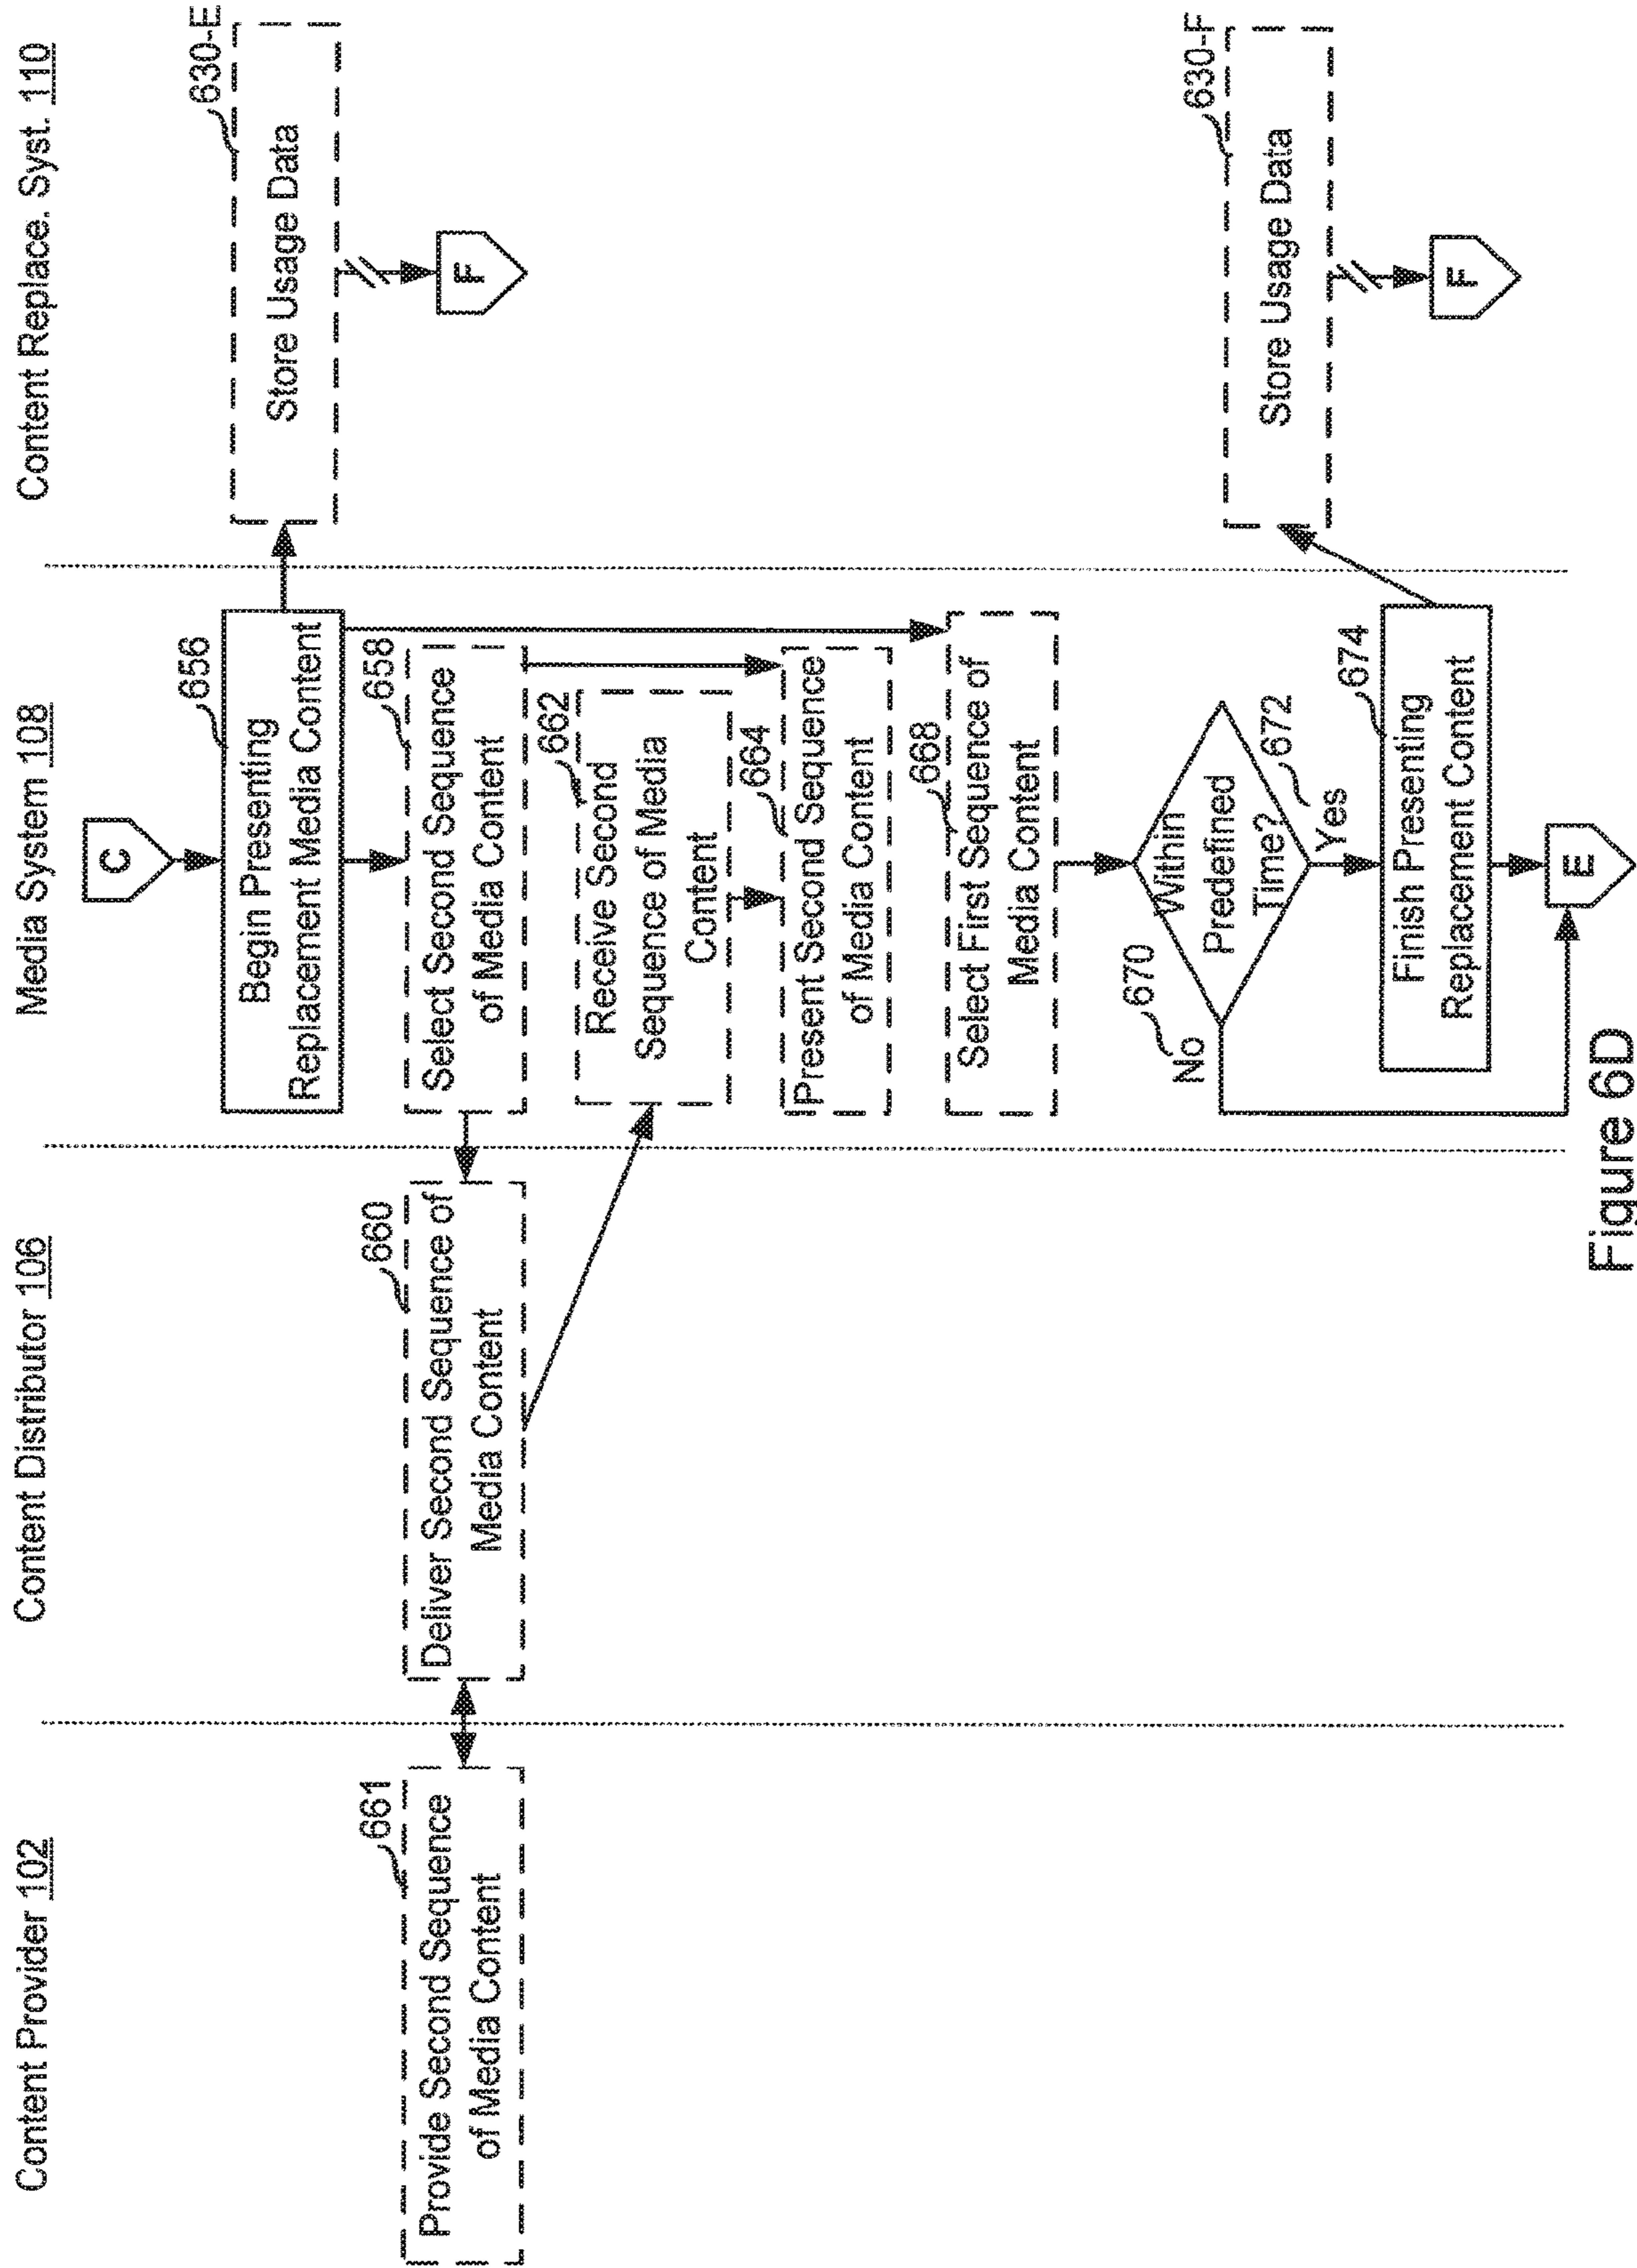 Content Provider 102
Content Distributor 106
Media System 108
Content Replace. Syst. 110
C
656
Begin Presenting
Replacement Media Content
630-E
Store Usage Data
F
661
Provide Second Sequence
of Media Content
660
Deliver Second Sequence of
Media Content
658
Select Second Sequence
of Media Content
662
Receive Second
Sequence of Media
Content
664
Present Second Sequence
of Media Content
668
Select First Sequence of
Media Content
670
No
Within
Predefined
Time?
672
Yes
630-F
Store Usage Data
F
674
Finish Presenting
Replacement Content
E
Figure 6D